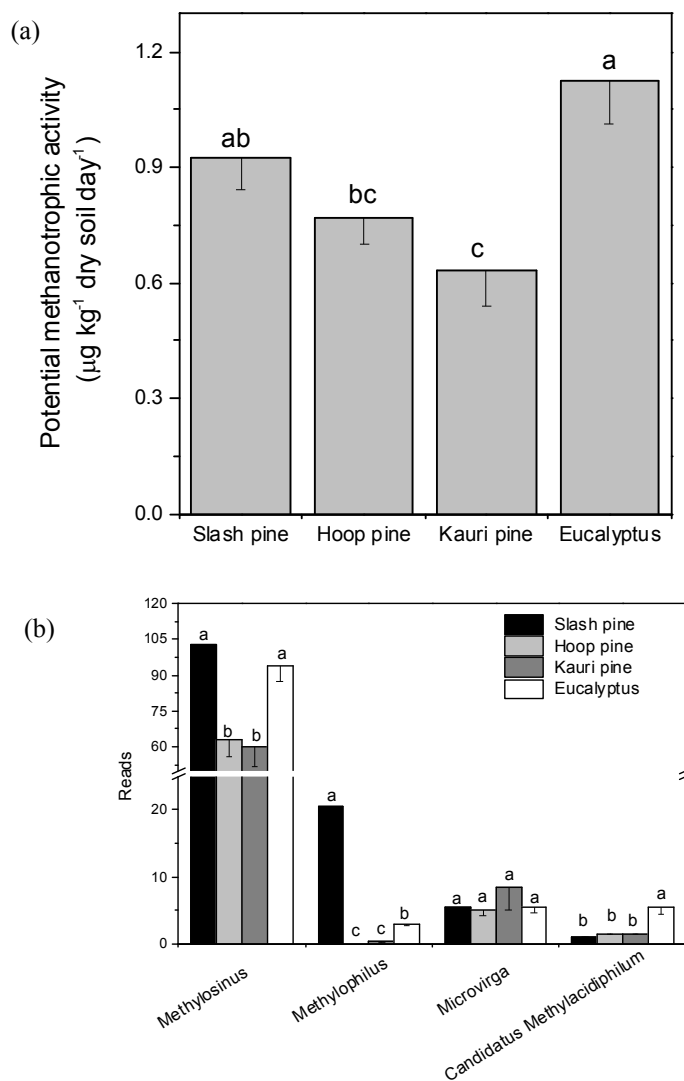 (a)
Potential methanotrophic activity
(µg kg⁻¹ dry soil day⁻¹)
1.2
0.9
0.6
0.3
0.0
ab
bc
c
a
Slash pine
Hoop pine
Kauri pine
Eucalyptus
(b)
Reads
120
105
90
75
60
20
10
0
Slash pine
Hoop pine
Kauri pine
Eucalyptus
a
b
b
a
a
c
c
b
a
a
a
a
b
b
b
a
Methylosinus
Methylophilus
Microvirga
Candidatus Methylacidiphilum